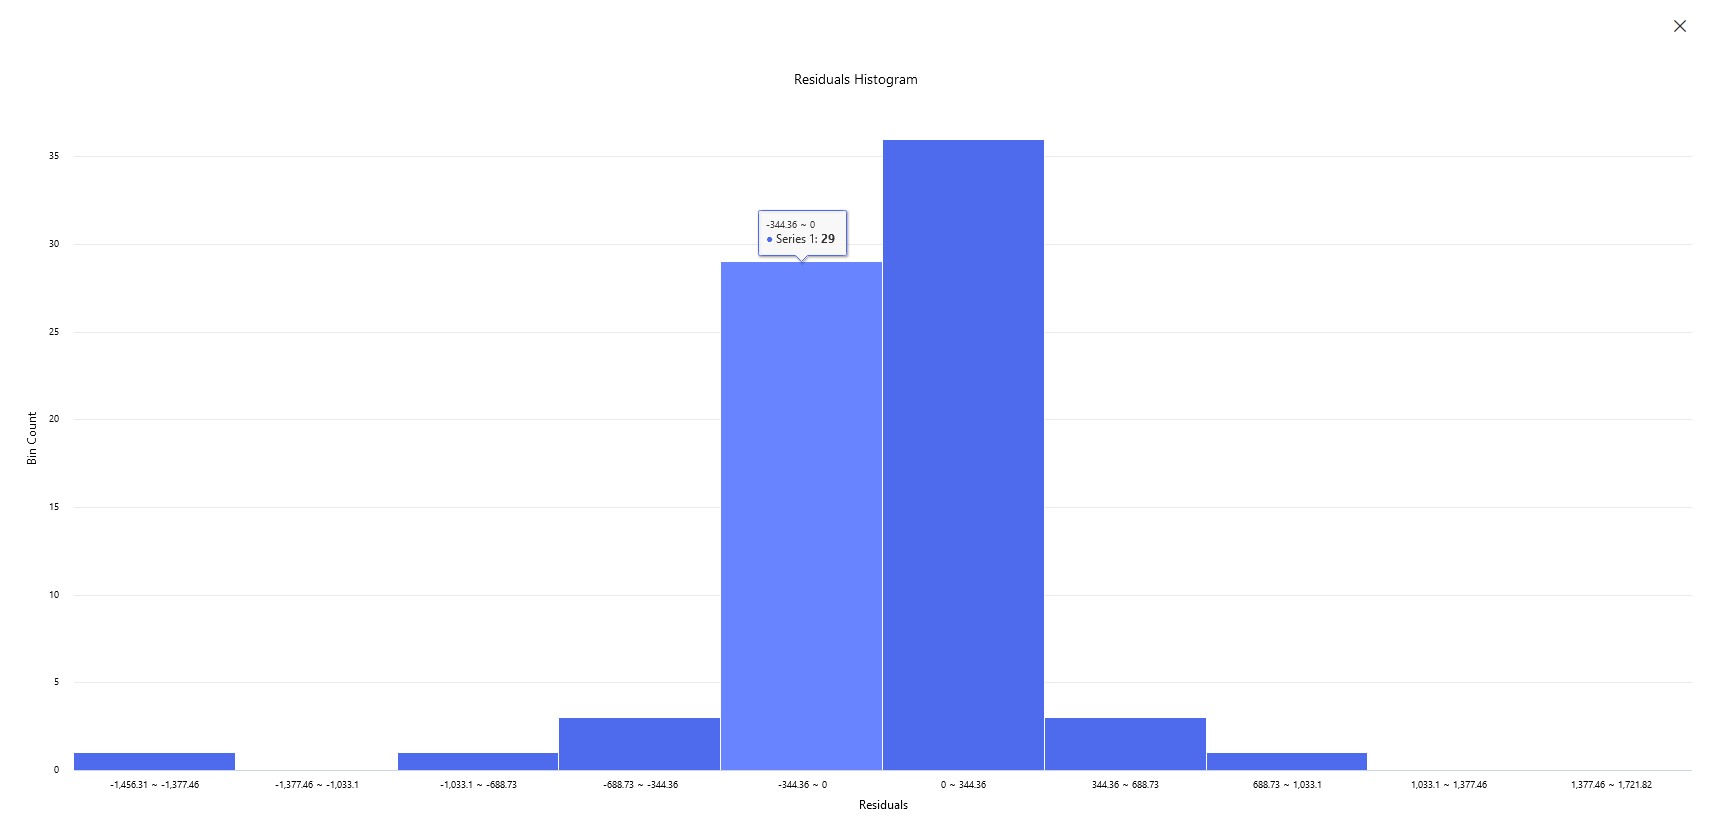 Residuals Histogram
35
30
25
20
15
10
5
0
Bin Count
-344.36 ~ 0
● Series 1: 29
-1,456.31 ~ -1,377.46
-1,377.46 ~ -1,033.1
-1,033.1 ~ -688.73
-688.73 ~ -344.36
-344.36 ~ 0
0 ~ 344.36
344.36 ~ 688.73
688.73 ~ 1,033.1
1,033.1 ~ 1,377.46
1,377.46 ~ 1,721.82
Residuals